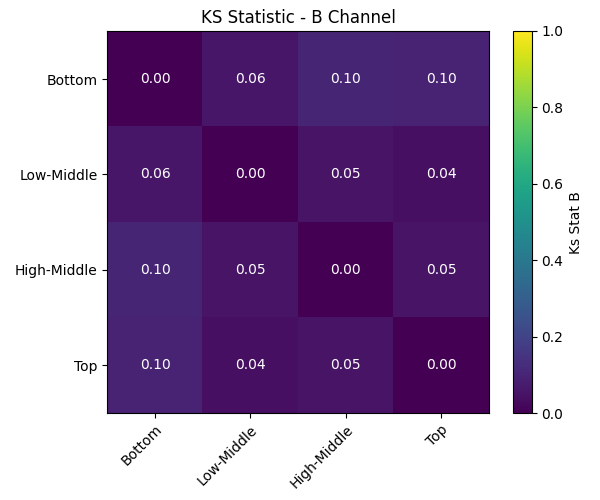 KS Statistic - B Channel
Bottom 0.00 0.06 0.10 0.10
Low-Middle 0.06 0.00 0.05 0.04
High-Middle 0.10 0.05 0.00 0.05
Top 0.10 0.04 0.05 0.00
Bottom Low-Middle High-Middle Top
1.0
0.8
0.6
0.4
0.2
0.0
Ks Stat B